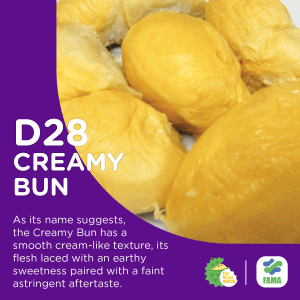 D28
CREAMY
BUN
As its name suggests,
the Creamy Bun has a
smooth cream-like texture, its
flesh laced with an earthy
sweetness paired with a faint
astringent aftertaste.
FAMA